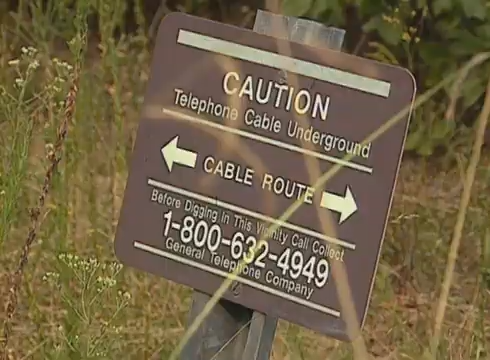 CAUTION
Telephone Cable Underground
CABLE ROUTE
Before Digging In This Vicinity Call Collect
1-800-632-4949
General Telephone Company